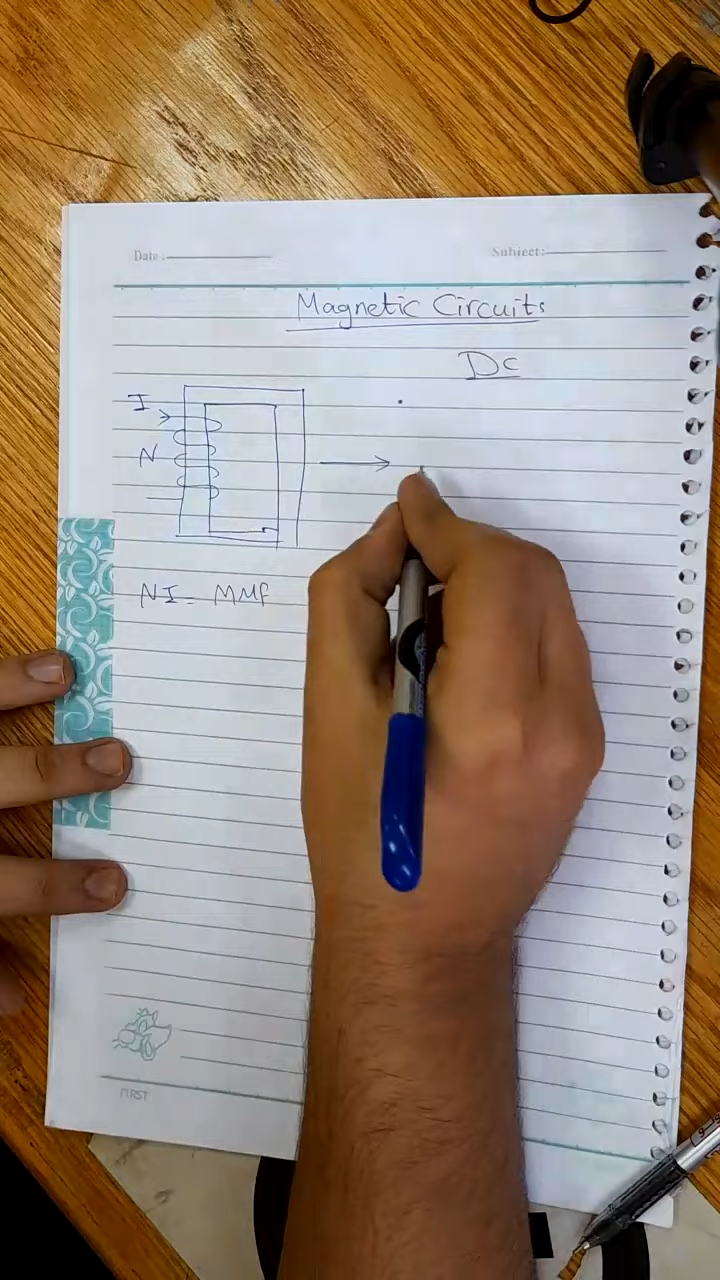 Date: Subject:
Magnetic Circuits
DC
I
N
NI = MMF
FIRST